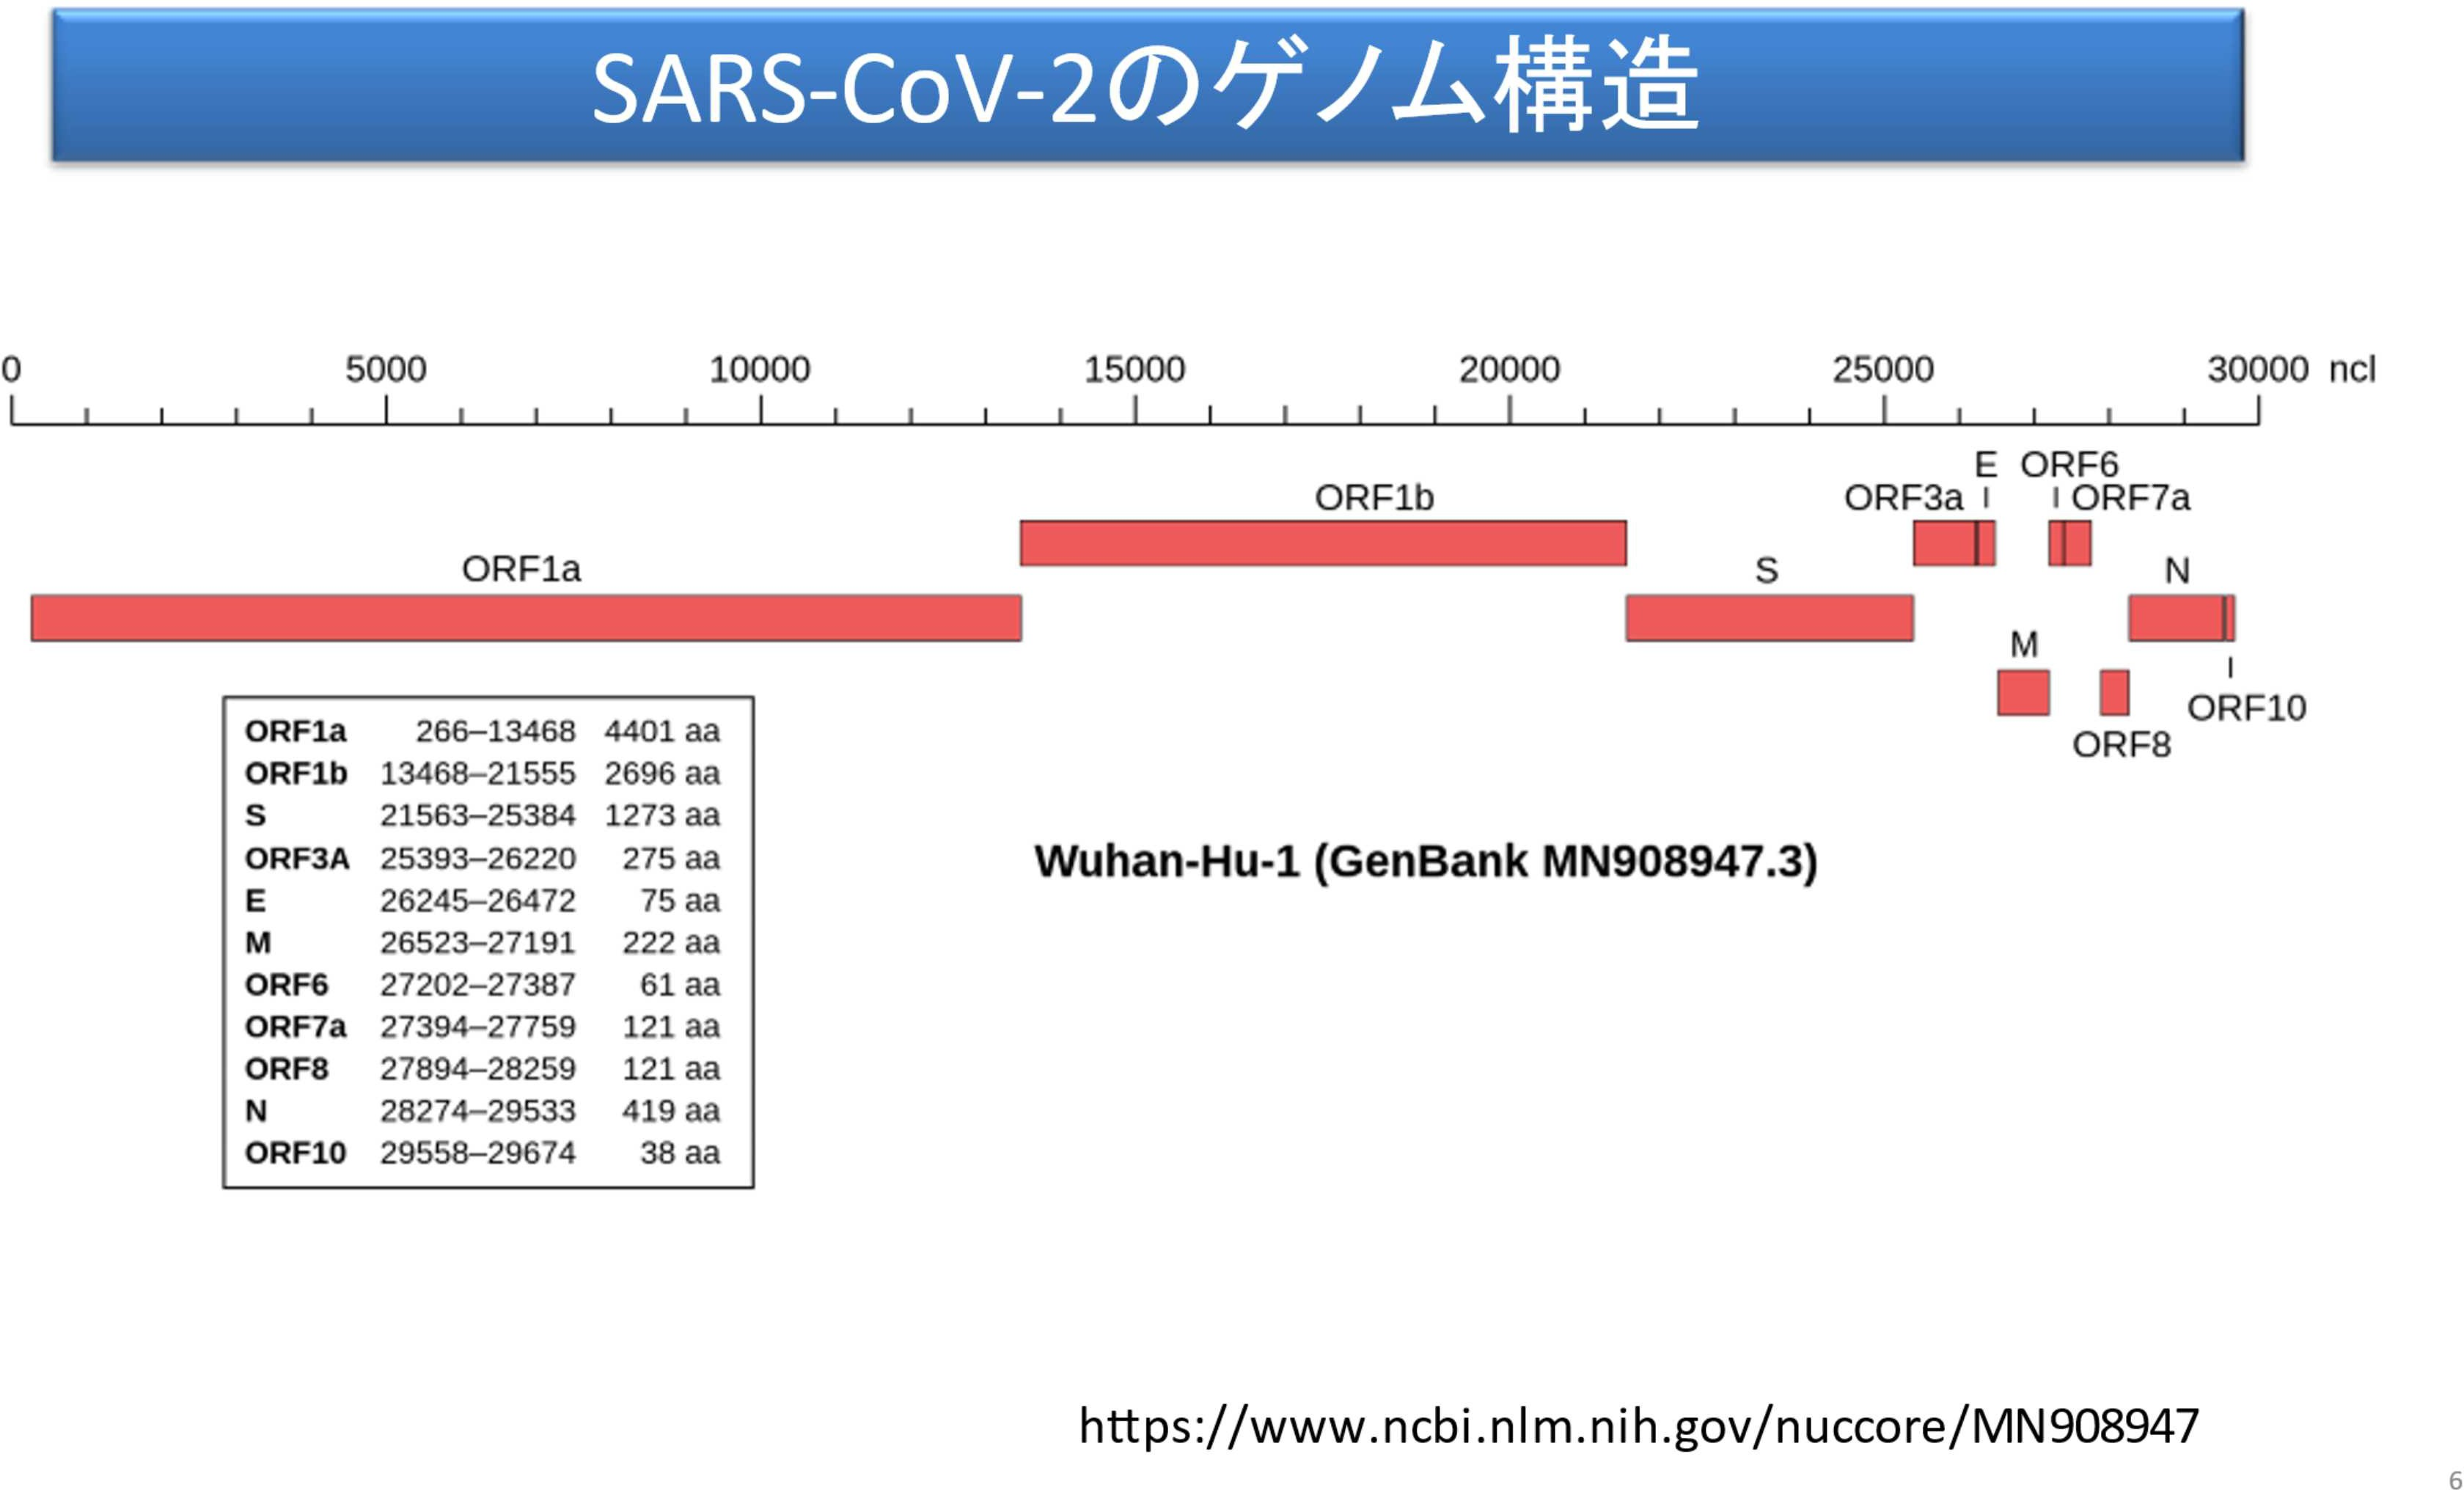 SARS-CoV-2のゲノム構造
0 5000 10000 15000 20000 25000 30000 ncl
E ORF6
ORF1b ORF3a ORF7a
ORF1a S N
M
ORF10
ORF8
ORF1a 266–13468 4401 aa
ORF1b 13468–21555 2696 aa
S 21563–25384 1273 aa
ORF3A 25393–26220 275 aa
E 26245–26472 75 aa
M 26523–27191 222 aa
ORF6 27202–27387 61 aa
ORF7a 27394–27759 121 aa
ORF8 27894–28259 121 aa
N 28274–29533 419 aa
ORF10 29558–29674 38 aa
Wuhan-Hu-1 (GenBank MN908947.3)
https://www.ncbi.nlm.nih.gov/nuccore/MN908947
6